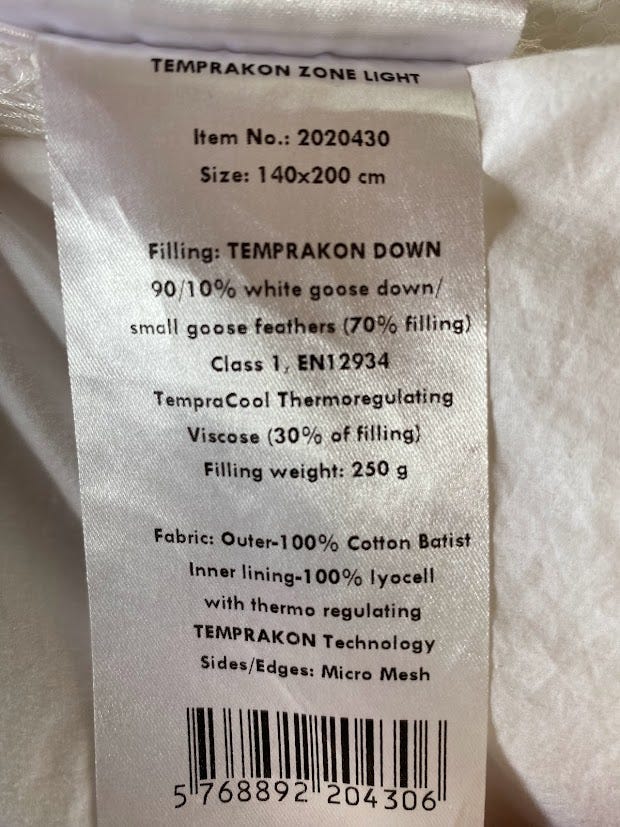 TEMPRAKON ZONE LIGHT
Item No.: 2020430
Size: 140x200 cm
Filling: TEMPRAKON DOWN
90/10% white goose down/
small goose feathers (70% filling)
Class 1, EN12934
TempraCool Thermoregulating
Viscose (30% of filling)
Filling weight: 250 g
Fabric: Outer-100% Cotton Batist
Inner lining-100% lyocell
with thermo regulating
TEMPRAKON Technology
Sides/Edges: Micro Mesh
5 768892 204306